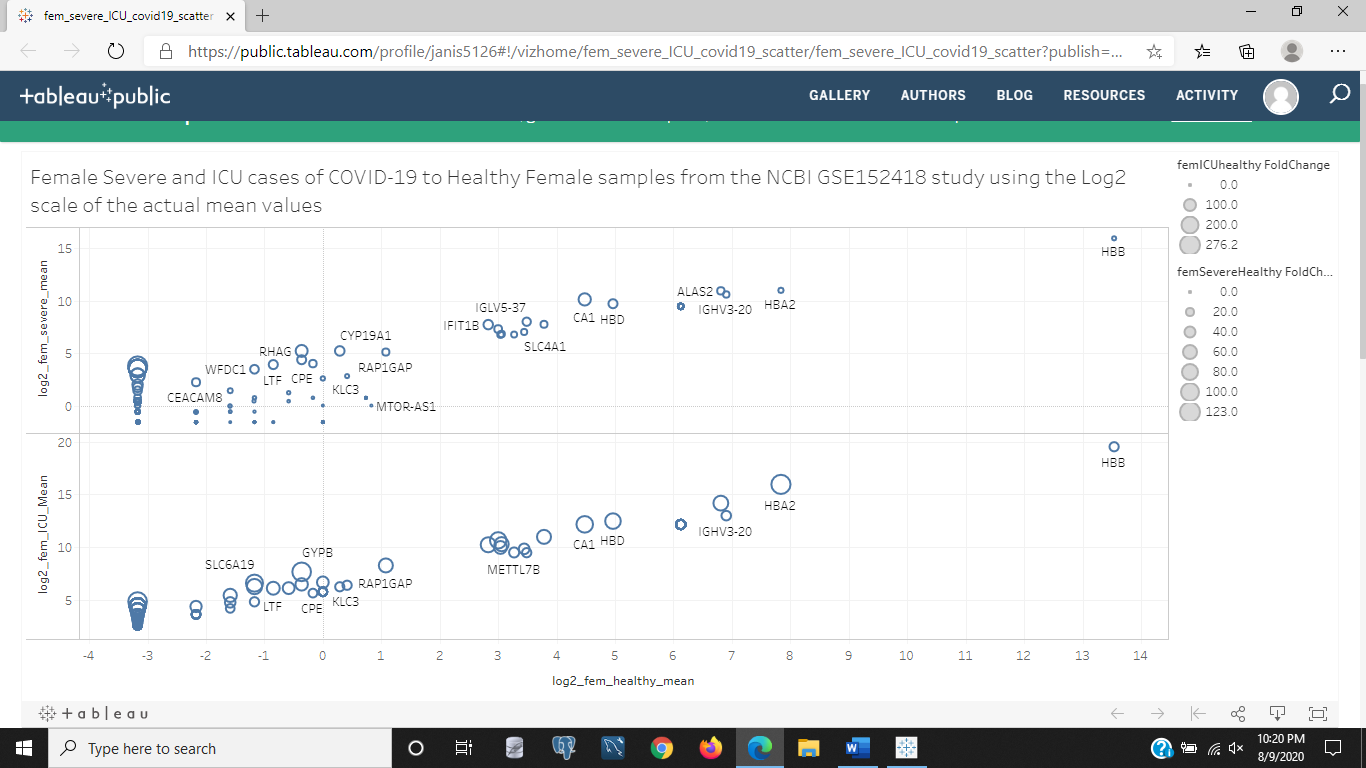 fem_severe_ICU_covid19_scatter
https://public.tableau.com/profile/janis5126#!/vizhome/fem_severe_ICU_covid19_scatter/fem_severe_ICU_covid19_scatter?publish=...
+ableau public
GALLERY AUTHORS BLOG RESOURCES ACTIVITY
Female Severe and ICU cases of COVID-19 to Healthy Female samples from the NCBI GSE152418 study using the Log2
scale of the actual mean values
femICUhealthy FoldChange
0.0
100.0
200.0
276.2
femSevereHealthy FoldCh...
0.0
20.0
40.0
60.0
80.0
100.0
123.0
log2_fem_severe_mean
15
10
5
0
HBB
ALAS2
HBA2
IGHV3-20
IGLV5-37
CA1 HBD
IFIT1B
SLC4A1
CYP19A1
RHAG
RAP1GAP
WFDC1
LTF CPE
KLC3
CEACAM8
MTOR-AS1
log2_fem_ICU_Mean
20
15
10
5
HBB
HBA2
IGHV3-20
CA1 HBD
GYPB
SLC6A19
METTL7B
RAP1GAP
LTF CPE KLC3
-4 -3 -2 -1 0 1 2 3 4 5 6 7 8 9 10 11 12 13 14
log2_fem_healthy_mean
+ a b l e a u
Type here to search
10:20 PM
8/9/2020